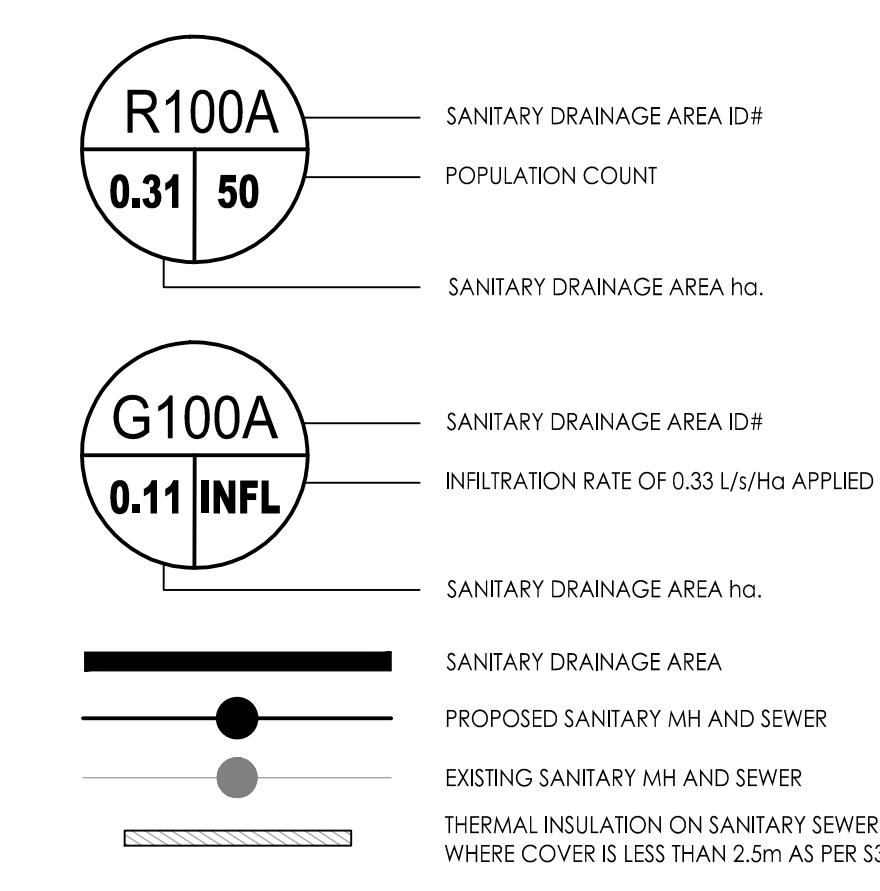 R100A
SANITARY DRAINAGE AREA ID#
0.31 50
POPULATION COUNT
SANITARY DRAINAGE AREA ha.
G100A
SANITARY DRAINAGE AREA ID#
0.11 INFL
INFILTRATION RATE OF 0.33 L/s/Ha APPLIED
SANITARY DRAINAGE AREA ha.
SANITARY DRAINAGE AREA
PROPOSED SANITARY MH AND SEWER
EXISTING SANITARY MH AND SEWER
THERMAL INSULATION ON SANITARY SEWER
WHERE COVER IS LESS THAN 2.5m AS PER